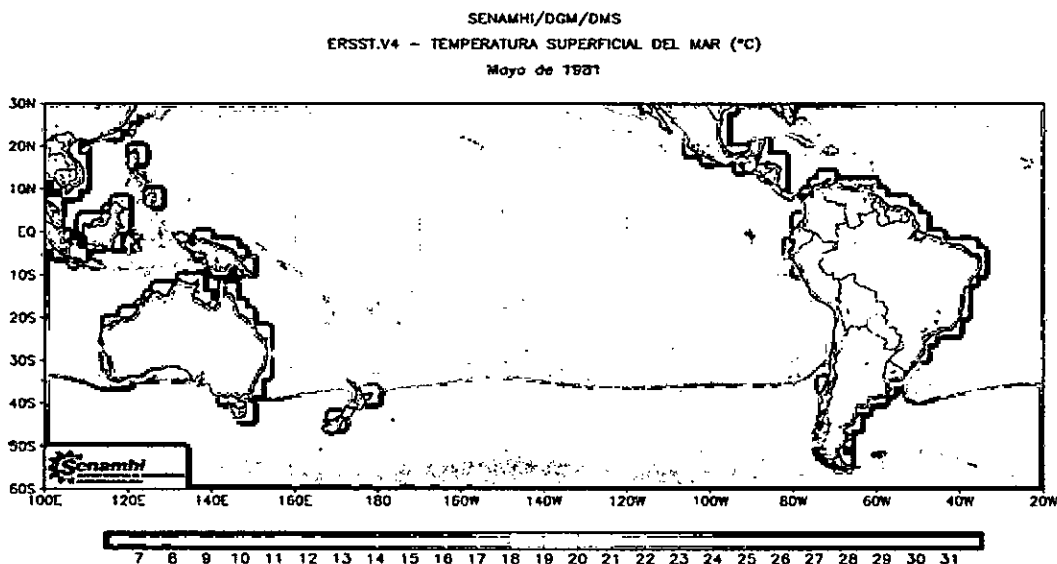 SENAMHI/DGM/DMS
ERSST.V4 – TEMPERATURA SUPERFICIAL DEL MAR (°C)
Mayo de 1981
30N
20N
10N
EQ
10S
20S
30S
40S
50S
60S
Senamhi
100E 120E 140E 160E 180 160W 140W 120W 100W 80W 60W 40W 20W
7 8 9 10 11 12 13 14 15 16 17 18 19 20 21 22 23 24 25 26 27 28 29 30 31